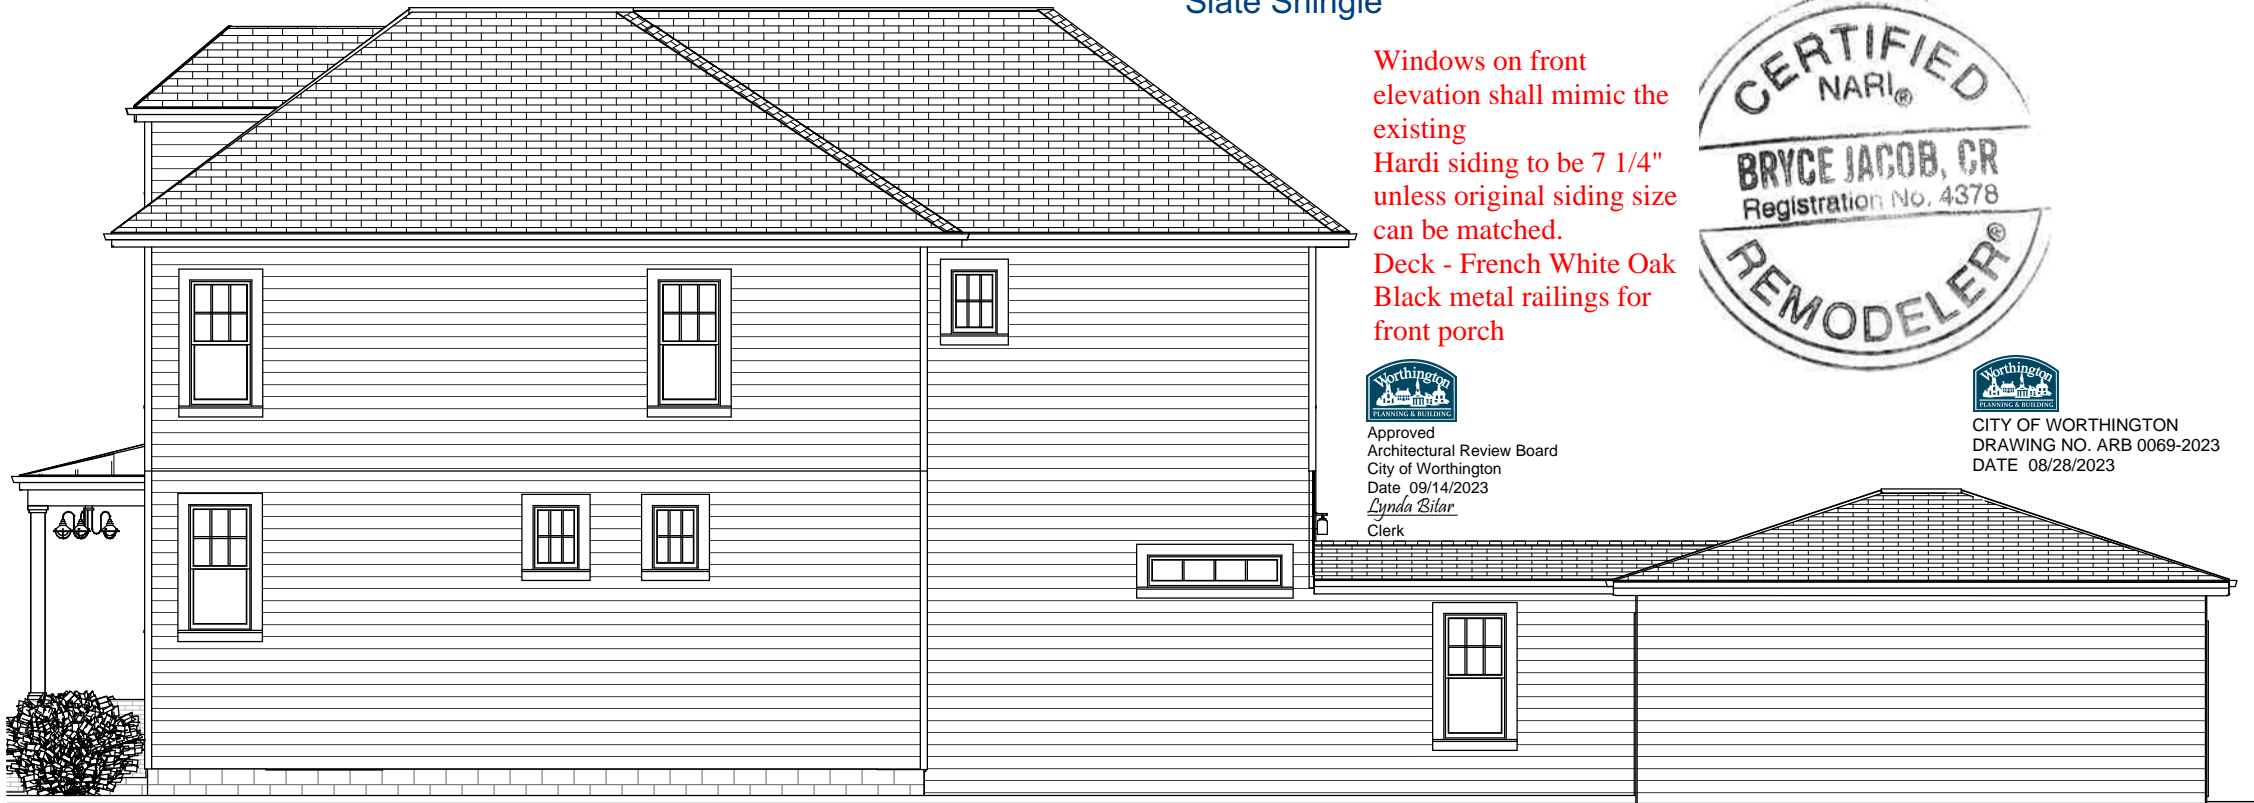 Slate Shingle
Windows on front
elevation shall mimic the
existing
Hardi siding to be 7 1/4"
unless original siding size
can be matched.
Deck - French White Oak
Black metal railings for
front porch
CERTIFIED
NARI®
BRYCE JACOB, CR
Registration No. 4378
REMODELER®
Worthington
PLANNING & BUILDING
Approved
Architectural Review Board
City of Worthington
Date 09/14/2023
Lynda Bitar
Clerk
Worthington
PLANNING & BUILDING
CITY OF WORTHINGTON
DRAWING NO. ARB 0069-2023
DATE 08/28/2023